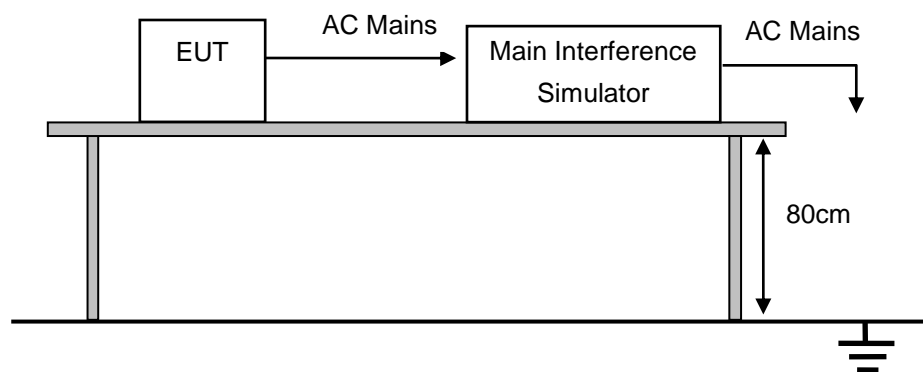 EUT
AC Mains
Main Interference
Simulator
AC Mains
80cm